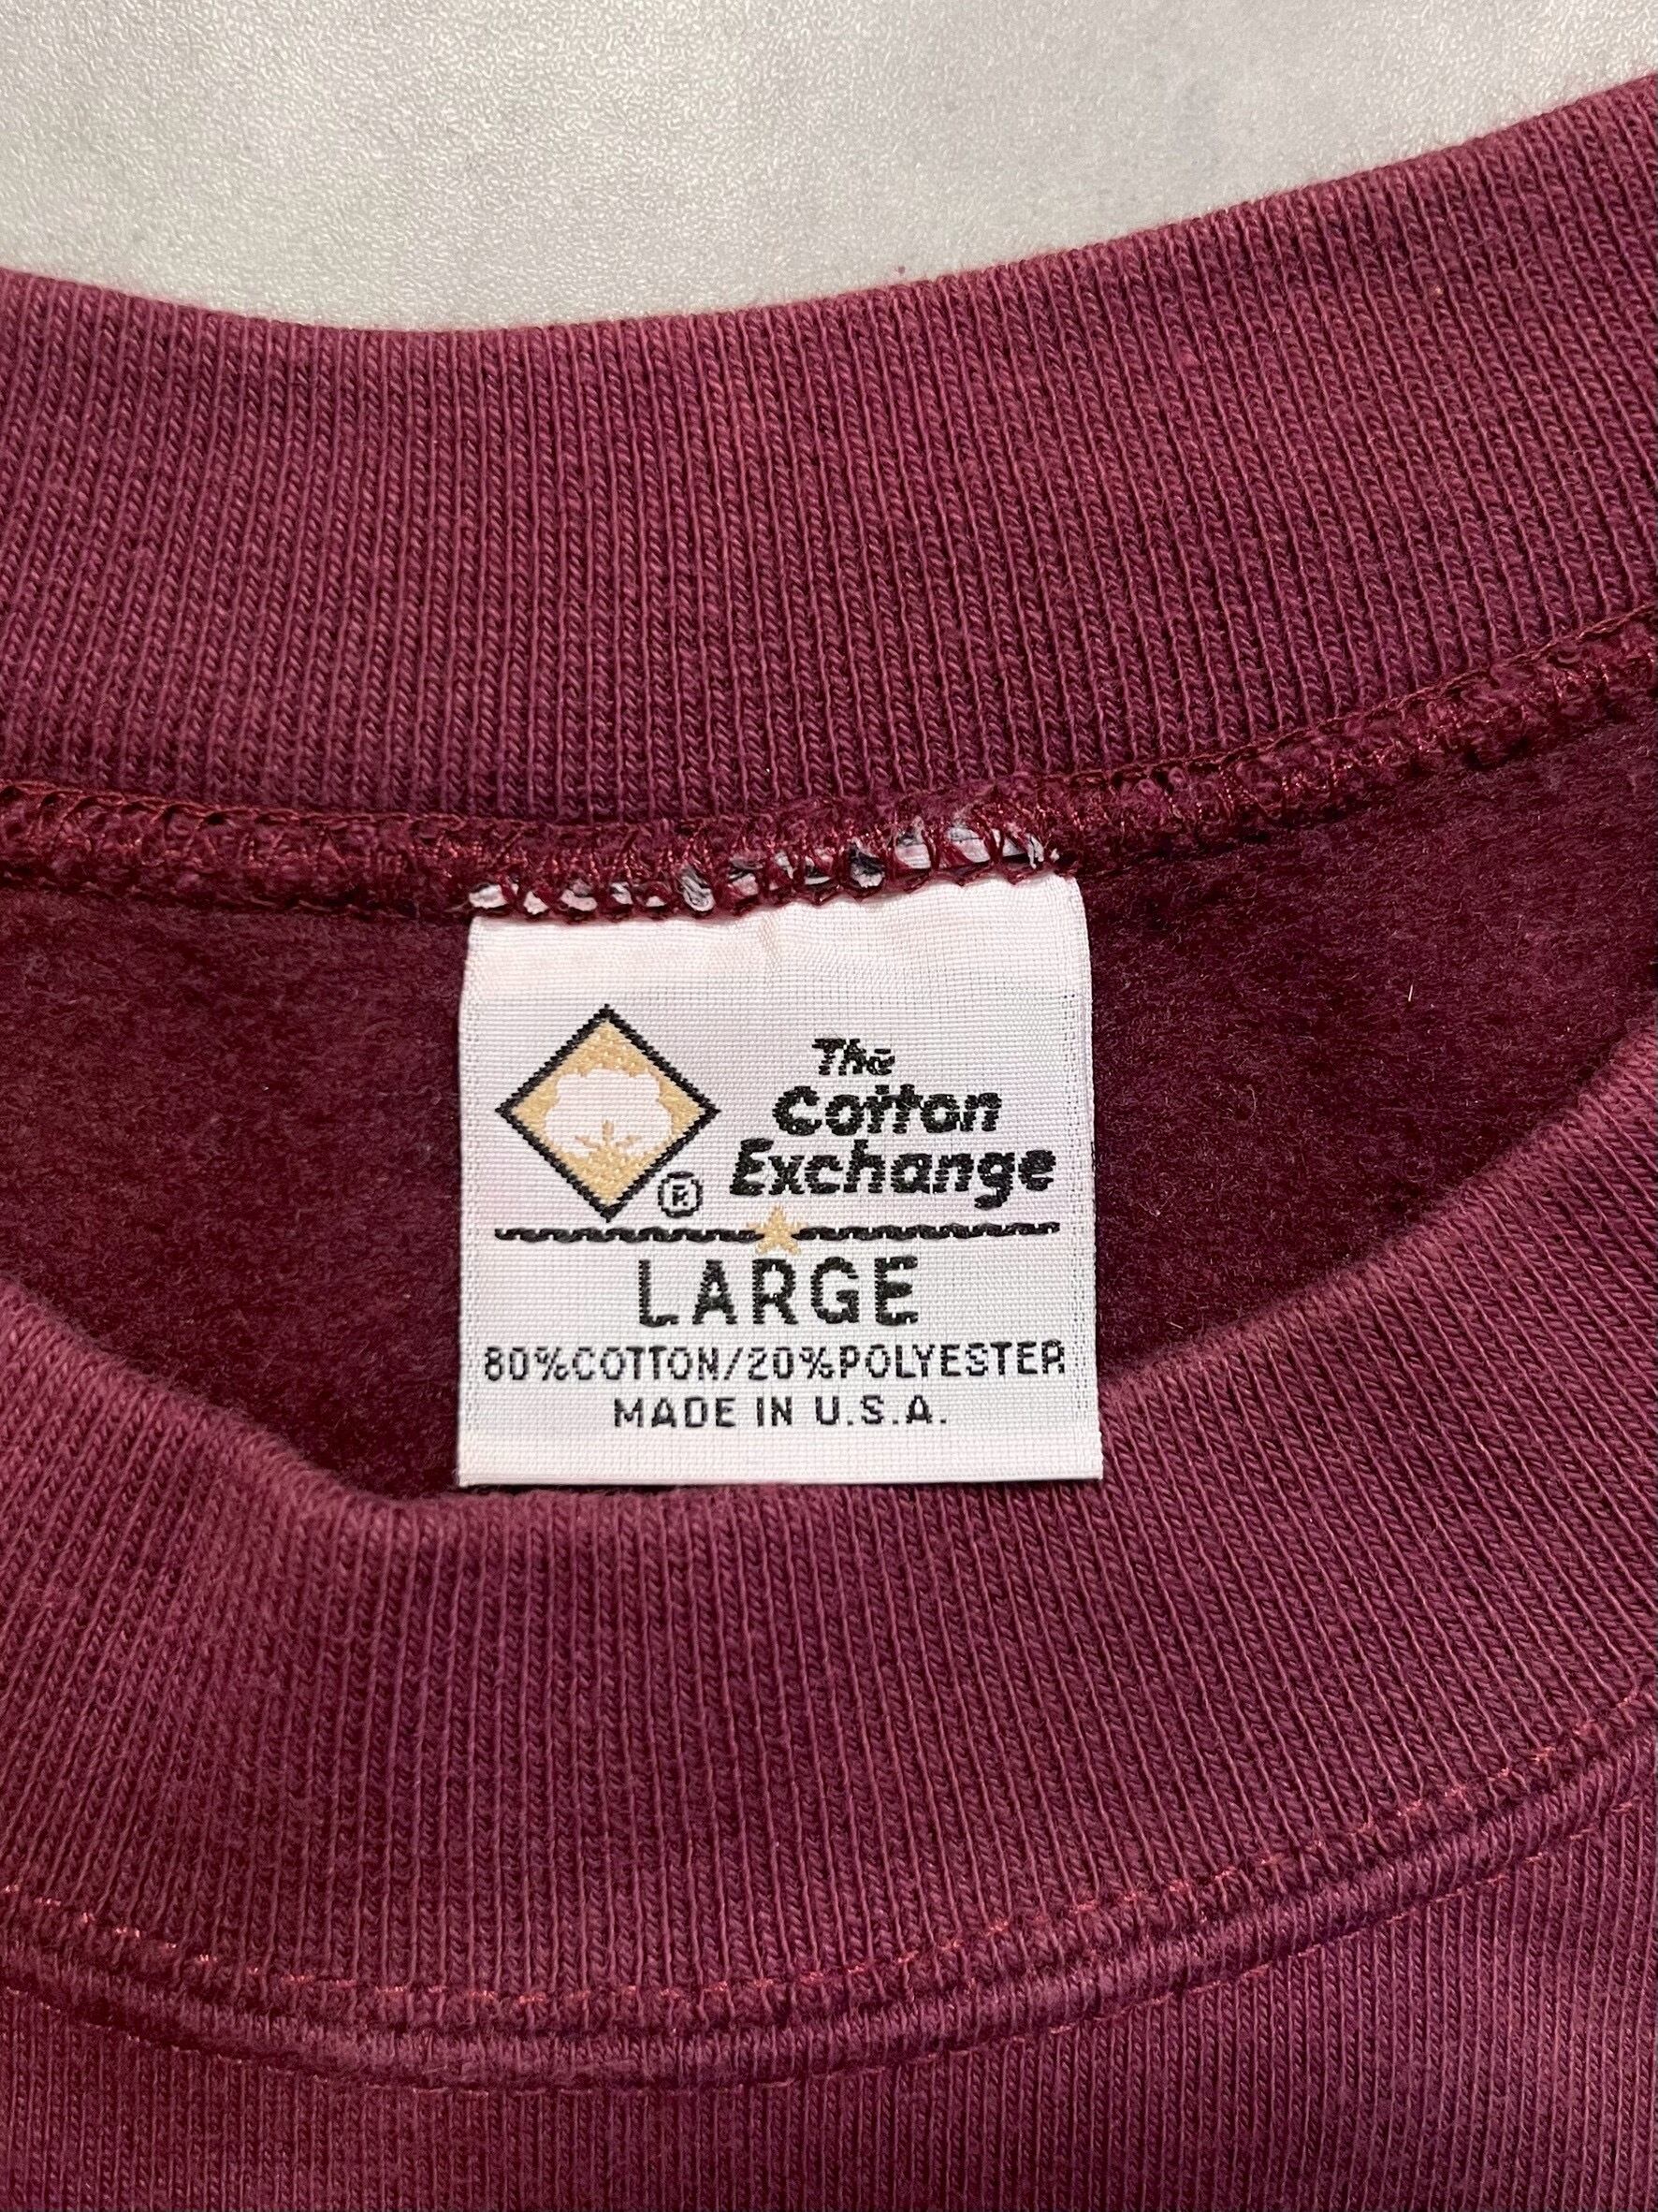 The
Cotton
Exchange
®
LARGE
80%COTTON/20%POLYESTER
MADE IN U.S.A.